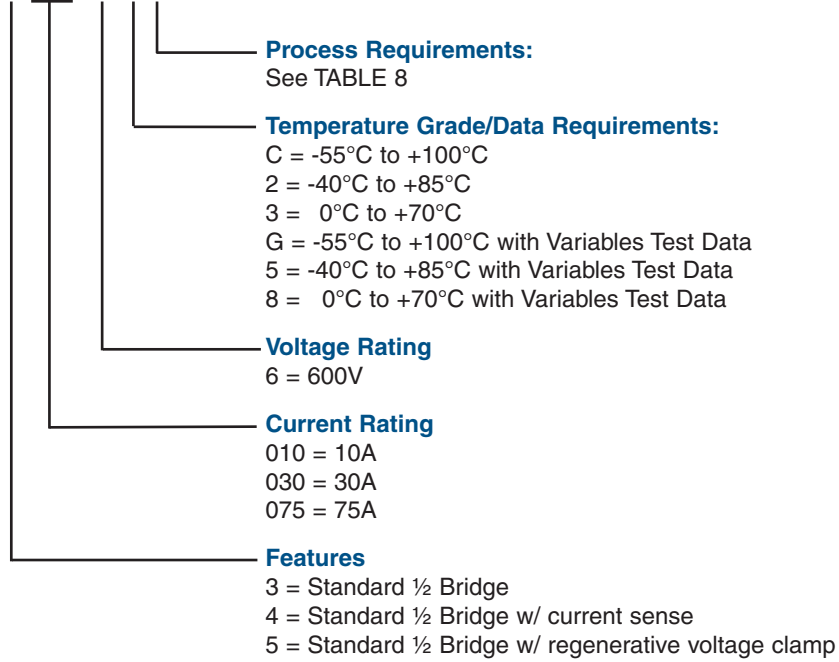 Process Requirements:
See TABLE 8
Temperature Grade/Data Requirements:
C = -55°C to +100°C
2 = -40°C to +85°C
3 = 0°C to +70°C
G = -55°C to +100°C with Variables Test Data
5 = -40°C to +85°C with Variables Test Data
8 = 0°C to +70°C with Variables Test Data
Voltage Rating
6 = 600V
Current Rating
010 = 10A
030 = 30A
075 = 75A
Features
3 = Standard ½ Bridge
4 = Standard ½ Bridge w/ current sense
5 = Standard ½ Bridge w/ regenerative voltage clamp